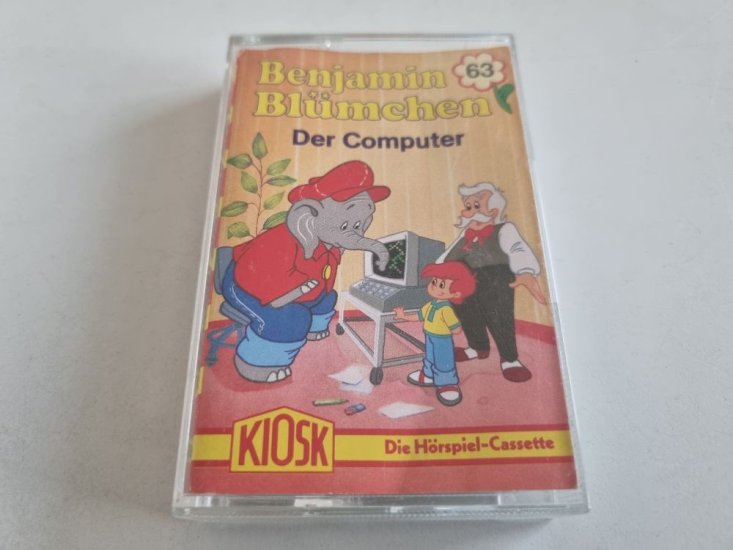 Benjamin
Blümchen
63
Der Computer
KIOSK
Die Hörspiel-Cassette